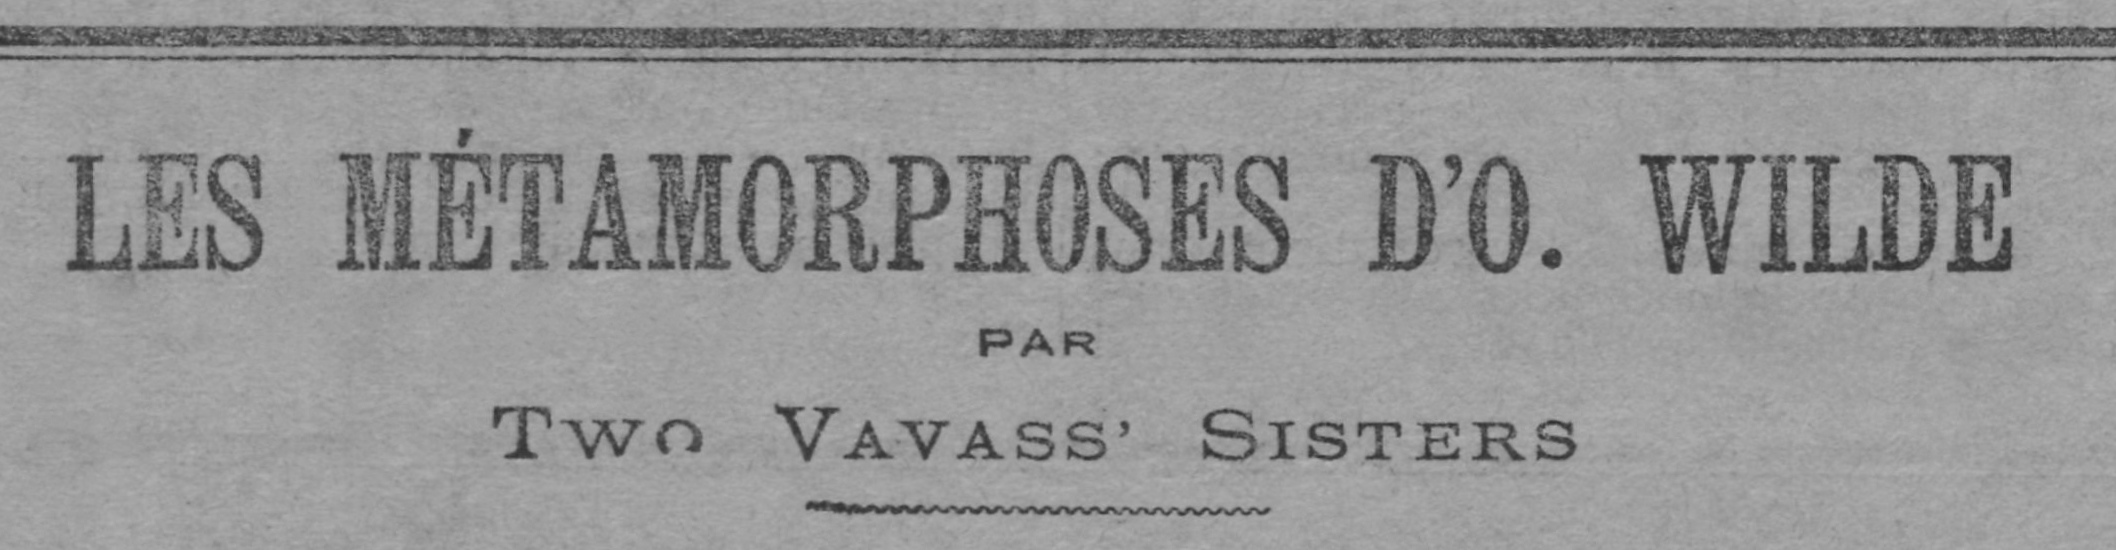 LES MÉTAMORPHOSES D'O. WILDE
PAR
TWO VAVASS' SISTERS